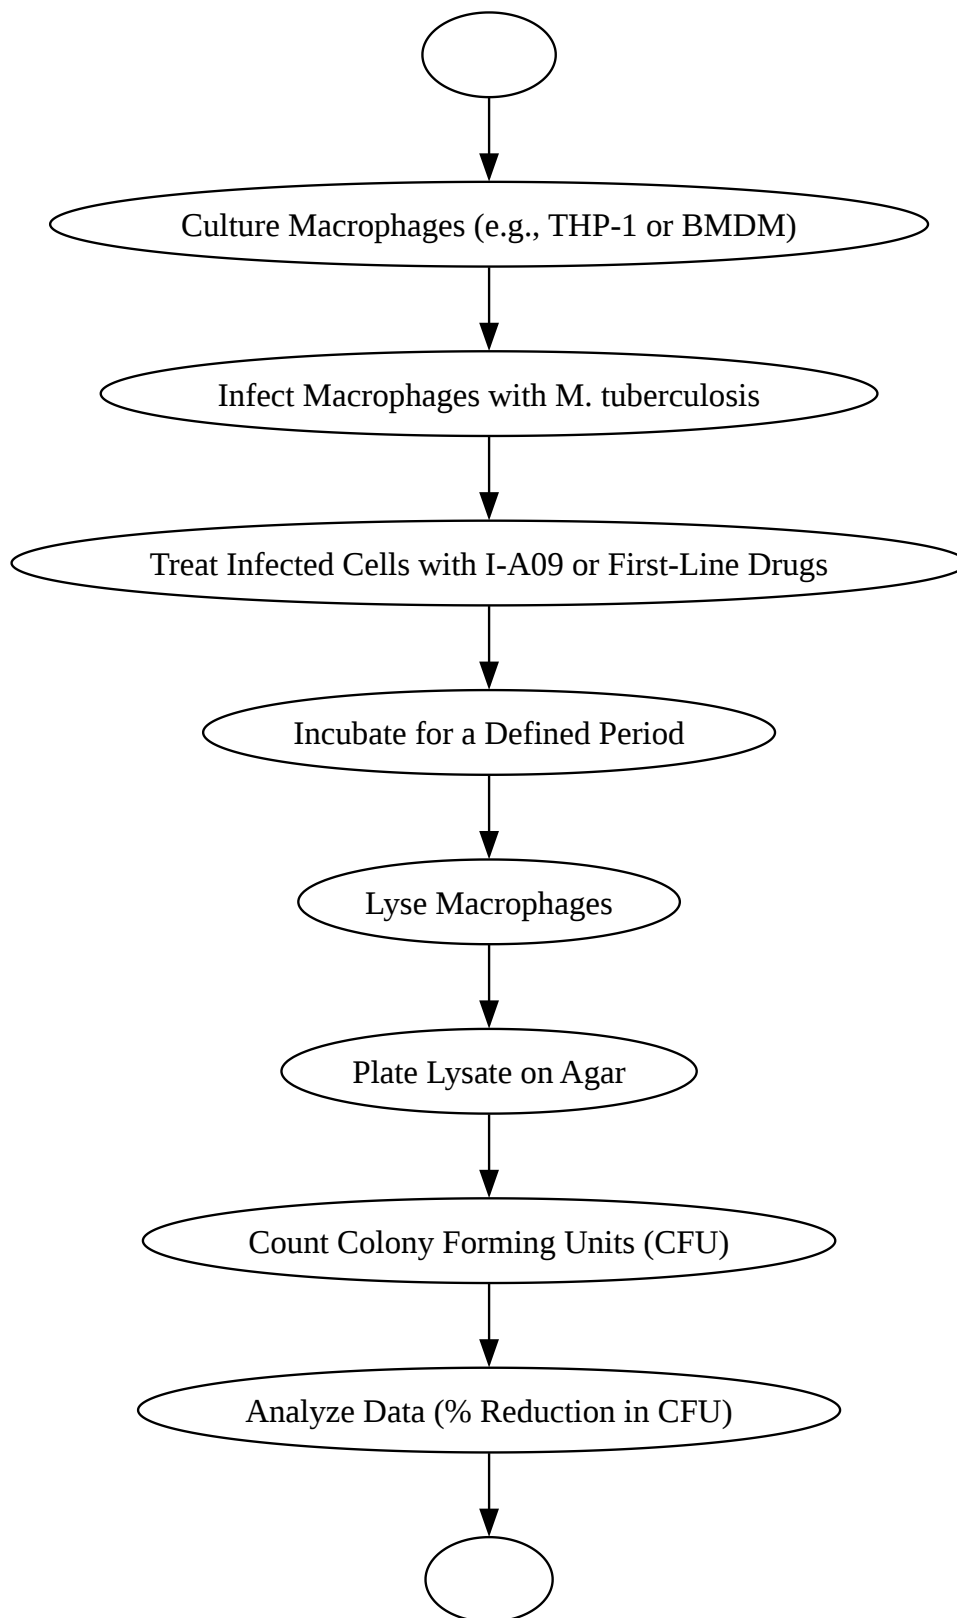 Culture Macrophages (e.g., THP-1 or BMDM)
Infect Macrophages with M. tuberculosis
Treat Infected Cells with I-A09 or First-Line Drugs
Incubate for a Defined Period
Lyse Macrophages
Plate Lysate on Agar
Count Colony Forming Units (CFU)
Analyze Data (% Reduction in CFU)